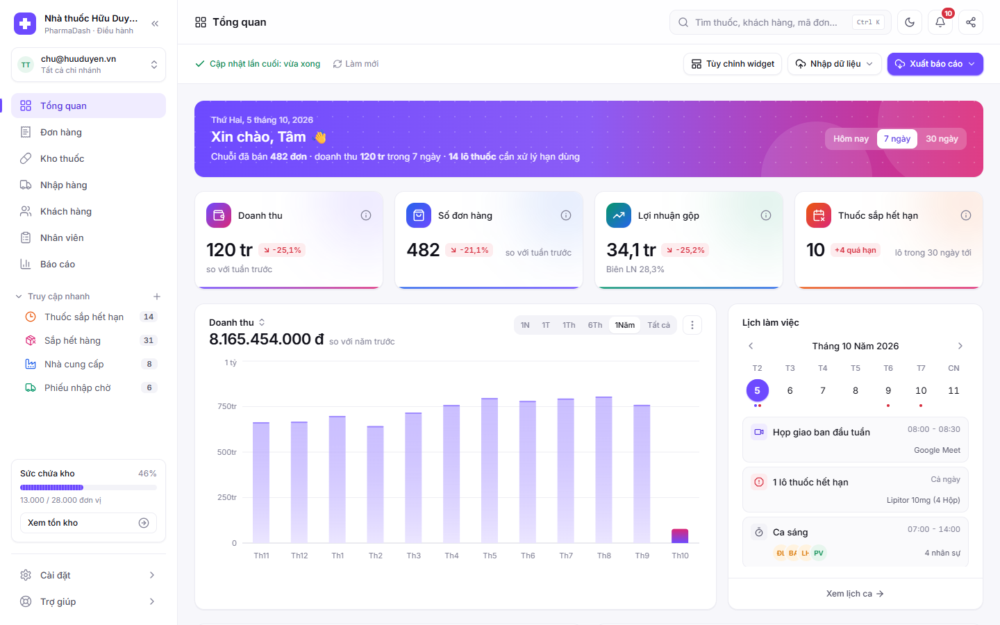 Nhà thuốc Hữu Duy...
PharmaDash · Điều hành
TT
chu@huuduyen.vn
Tất cả chi nhánh
Tổng quan
Đơn hàng
Kho thuốc
Nhập hàng
Khách hàng
Nhân viên
Báo cáo
Truy cập nhanh
Thuốc sắp hết hạn 14
Sắp hết hàng 31
Nhà cung cấp 8
Phiếu nhập chờ 6
Sức chứa kho 46%
13.000 / 28.000 đơn vị
Xem tồn kho
Cài đặt
Trợ giúp
Tổng quan
Tìm thuốc, khách hàng, mã đơn... Ctrl K
10
Cập nhật lần cuối: vừa xong Làm mới
Tùy chỉnh widget Nhập dữ liệu Xuất báo cáo
Thứ Hai, 5 tháng 10, 2026
Xin chào, Tâm 👋
Chuỗi đã bán 482 đơn · doanh thu 120 tr trong 7 ngày · 14 lô thuốc cần xử lý hạn dùng
Hôm nay 7 ngày 30 ngày
Doanh thu
120 tr -25,1%
so với tuần trước
Số đơn hàng
482 -21,1% so với tuần trước
Lợi nhuận gộp
34,1 tr -25,2%
Biên LN 28,3%
Thuốc sắp hết hạn
10 +4 quá hạn lô trong 30 ngày tới
Doanh thu
8.165.454.000 đ so với năm trước
1N 1T 1Th 6Th 1Năm Tất cả
1 tỷ
750tr
500tr
250tr
0
Th11 Th12 Th1 Th2 Th3 Th4 Th5 Th6 Th7 Th8 Th9 Th10
Lịch làm việc
Tháng 10 Năm 2026
T2 T3 T4 T5 T6 T7 CN
5 6 7 8 9 10 11
Họp giao ban đầu tuần 08:00 - 08:30
Google Meet
1 lô thuốc hết hạn Cả ngày
Lipitor 10mg (4 Hộp)
Ca sáng 07:00 - 14:00
PV 4 nhân sự
Xem lịch ca